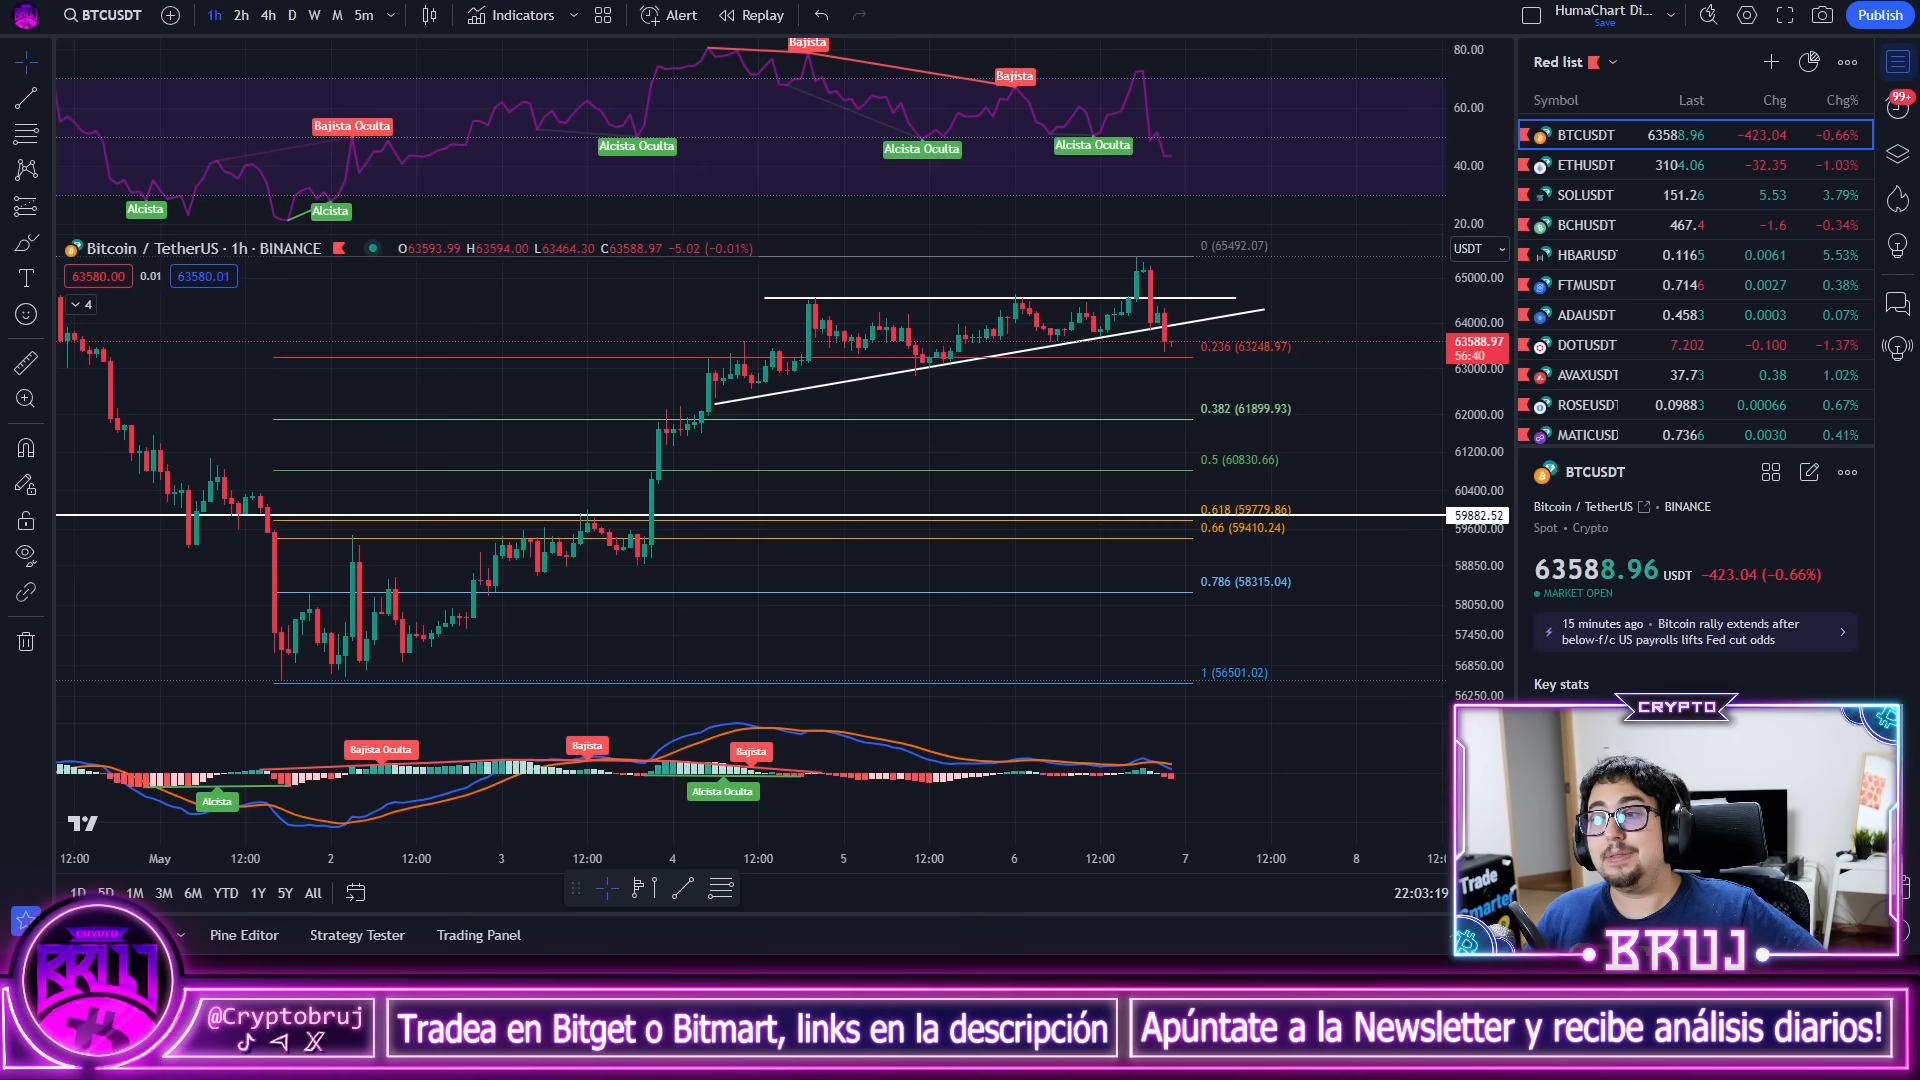 BTCUSDT
1h 2h 4h D W M 5m
Indicators
Alert
Replay
HumaChart Di...
Save
Publish
Bajista
Bajista
Bajista Oculta
Alcista Oculta
Alcista Oculta
Alcista Oculta
Alcista
Alcista
80.00
60.00
40.00
20.00
Bitcoin / TetherUS · 1h · BINANCE
O63593.99 H63594.00 L63464.30 C63588.97 −5.02 (−0.01%)
63580.00 0.01 63580.01
4
USDT
0 (65492.07)
0.236 (63248.97)
0.382 (61899.93)
0.5 (60830.66)
0.618 (59779.86)
0.66 (59410.24)
0.786 (58315.04)
1 (56501.02)
65000.00
64000.00
63588.97
56:40
63000.00
62000.00
61200.00
60400.00
59882.52
59600.00
58850.00
58050.00
57450.00
56850.00
56250.00
Bajista Oculta
Bajista
Bajista
Alcista
Alcista Oculta
12:00 May 12:00 2 12:00 3 12:00 4 12:00 5 12:00 6 12:00 7 12:00 8
1D 5D 1M 3M 6M YTD 1Y 5Y All
22:03:19
Pine Editor Strategy Tester Trading Panel
Red list
99+
Symbol Last Chg Chg%
BTCUSDT 63588.96 −423.04 −0.66%
ETHUSDT 3104.06 −32.35 −1.03%
SOLUSDT 151.26 5.53 3.79%
BCHUSDT 467.4 −1.6 −0.34%
HBARUSD 0.1165 0.0061 5.53%
FTMUSDT 0.7146 0.0027 0.38%
ADAUSDT 0.4583 0.0003 0.07%
DOTUSDT 7.202 −0.100 −1.37%
AVAXUSDT 37.73 0.38 1.02%
ROSEUSDT 0.09883 0.00066 0.67%
MATICUSD 0.7366 0.0030 0.41%
BTCUSDT
Bitcoin / TetherUS • BINANCE
Spot • Crypto
63588.96 USDT −423.04 (−0.66%)
MARKET OPEN
15 minutes ago • Bitcoin rally extends after
below-f/c US payrolls lifts Fed cut odds
Key stats
CRYPTO
Trade
Smarter
BRUJ
CRYPTO
BRUJ
@Cryptobruj
Tradea en Bitget o Bitmart, links en la descripción
Apúntate a la Newsletter y recibe análisis diarios!